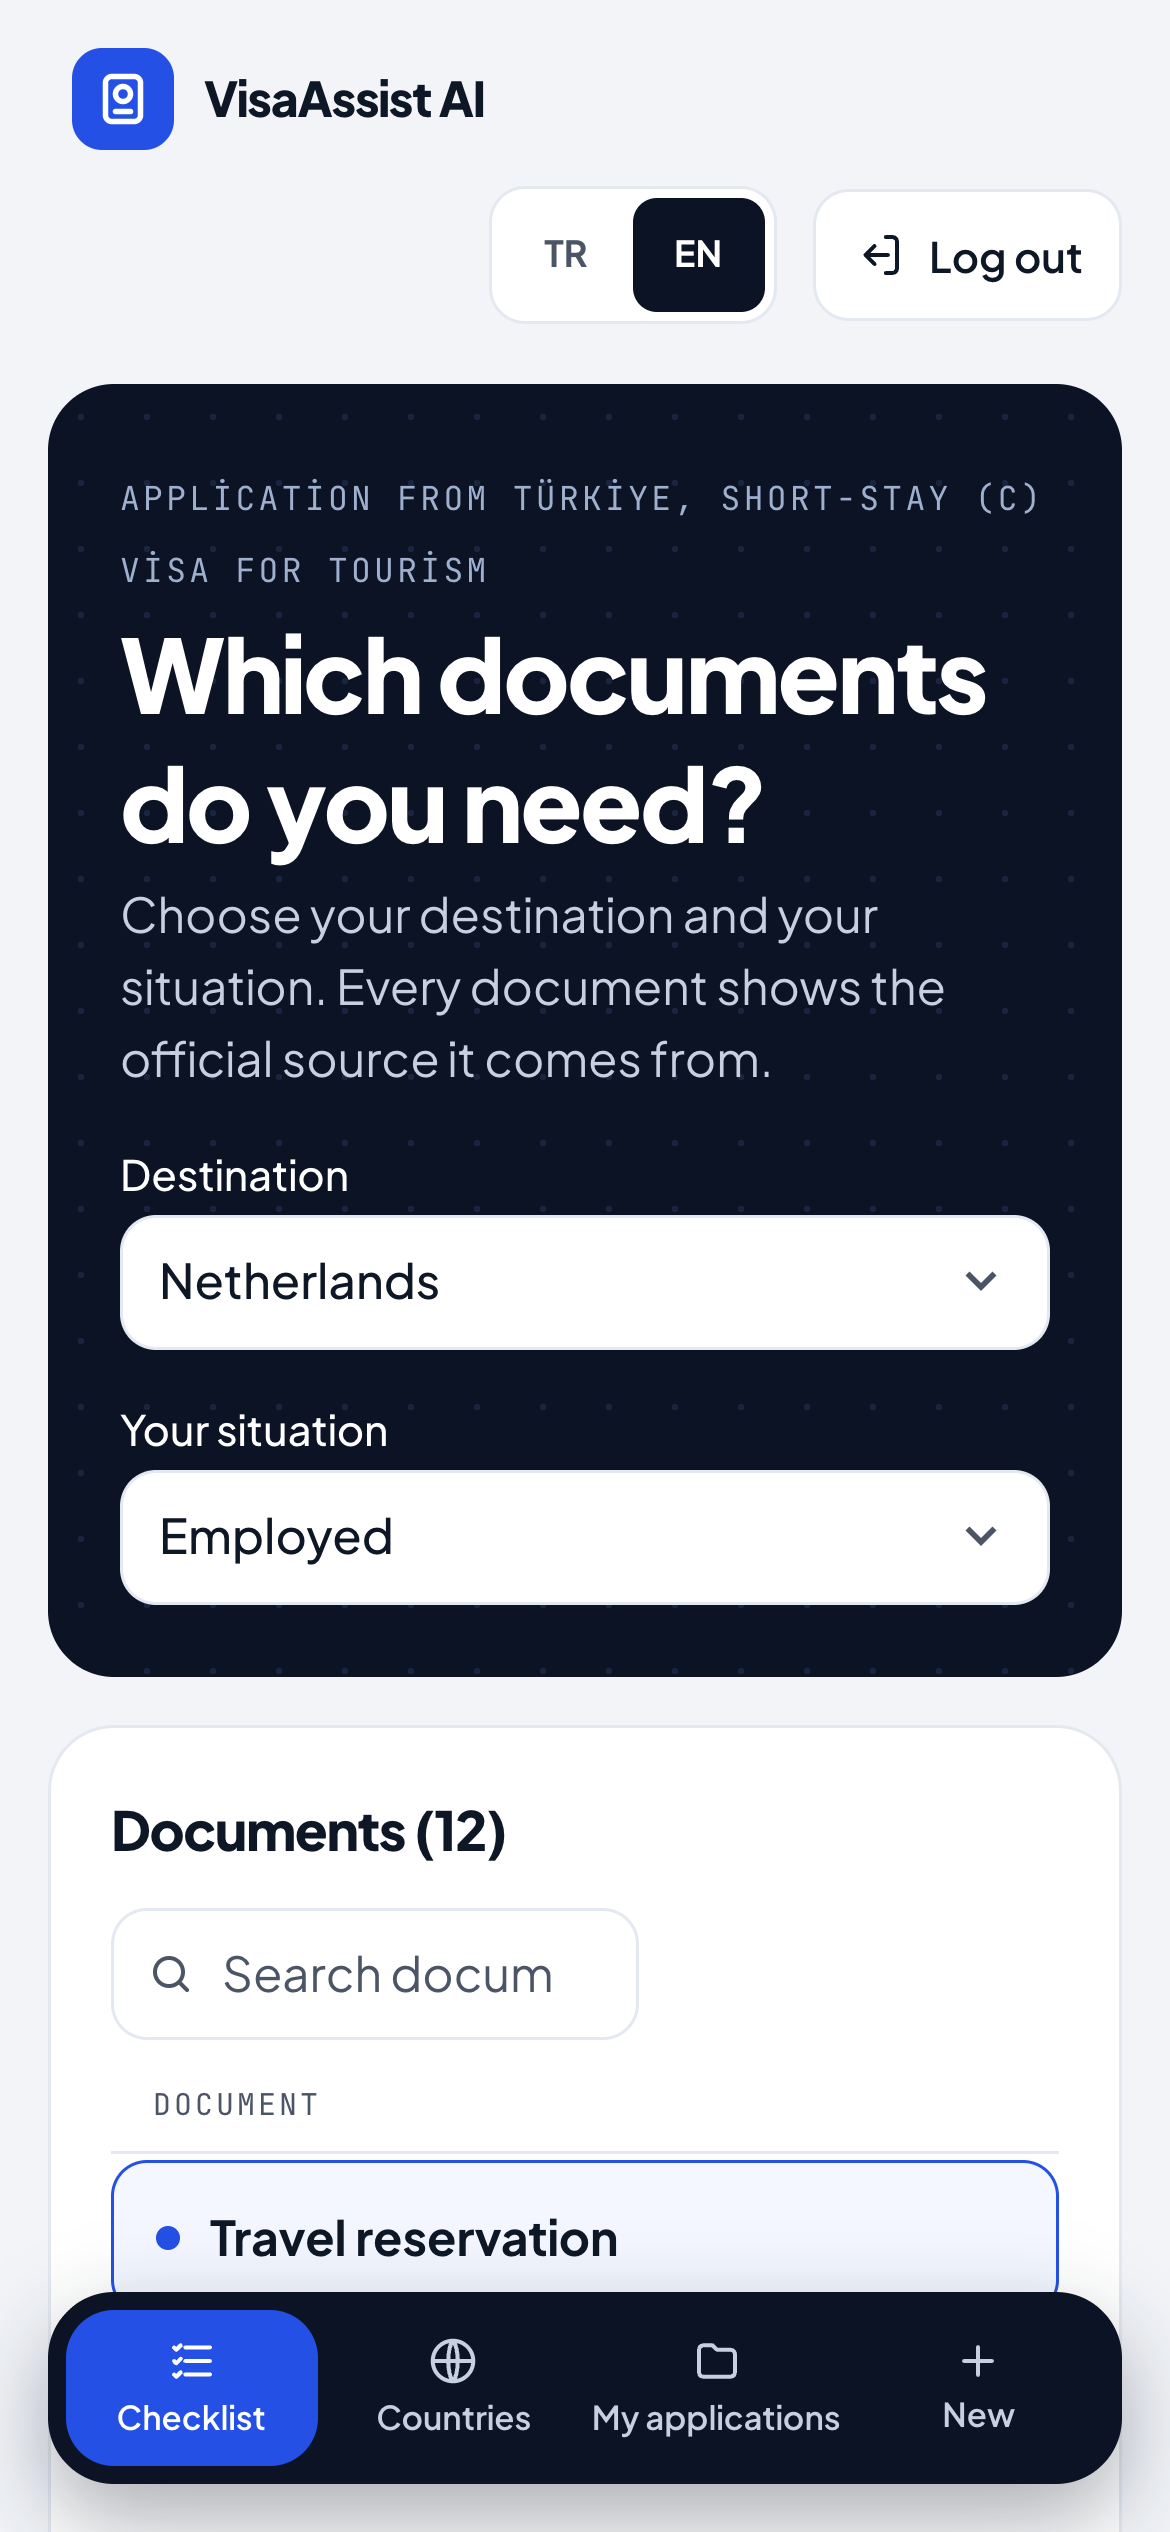 VisaAssist AI
TR
EN
Log out
APPLİCATİON FROM TÜRKİYE, SHORT-STAY (C)
VİSA FOR TOURİSM
Which documents
do you need?
Choose your destination and your
situation. Every document shows the
official source it comes from.
Destination
Netherlands
Your situation
Employed
Documents (12)
Search docum
DOCUMENT
Travel reservation
Checklist
Countries
My applications
New